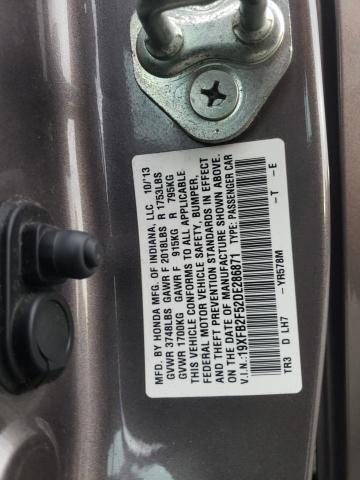 MFD. BY HONDA MFG. OF INDIANA, LLC 10/'13
GVWR 3748LBS GAWR F 2018LBS R 1753LBS
GVWR 1700KG GAWR F 915KG R 795KG
THIS VEHICLE CONFORMS TO ALL APPLICABLE
FEDERAL MOTOR VEHICLE SAFETY, BUMPER,
AND THEFT PREVENTION STANDARDS IN EFFECT
ON THE DATE OF MANUFACTURE SHOWN ABOVE.
V.I.N.:19XFB2F52DE286871 TYPE: PASSENGER CAR
-YR578M -T -E
TR3 D LH7